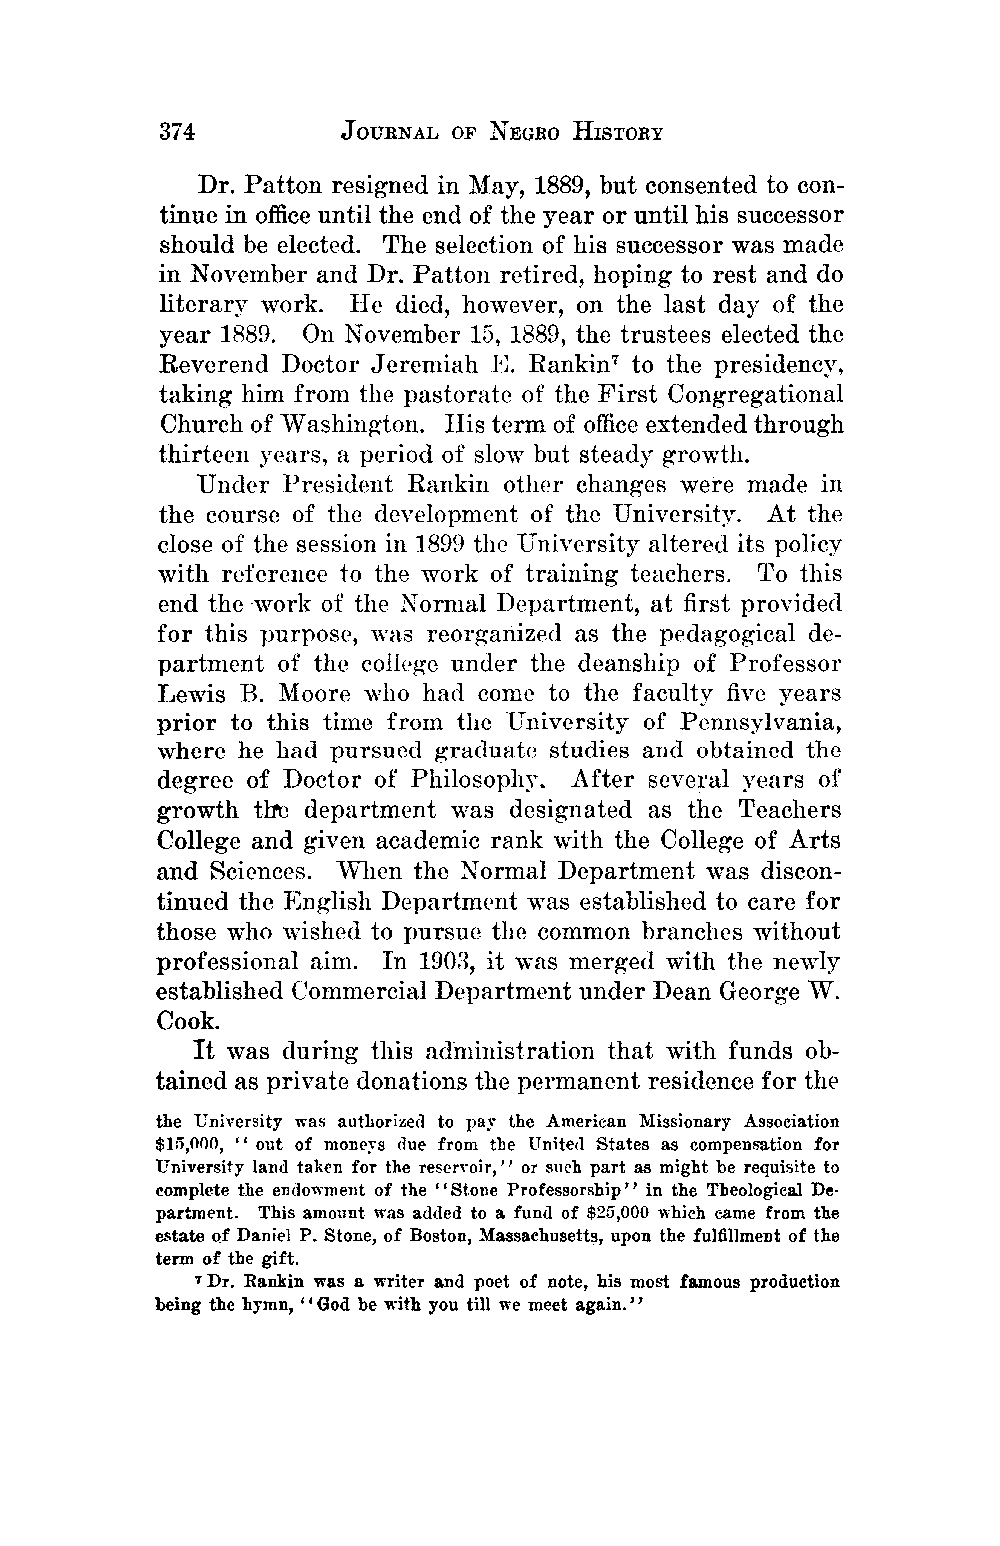 374 JOURNAL OF NEGRO HISTORY
Dr. Patton resigned in May, 1889, but consented to con-
tinue in office until the end of the year or until his successor
should be elected. The selection of his successor was made
in November and Dr. Patton retired, hoping to rest and do
literary work. He died, however, on the last day of the
year 1889. On November 15, 1889, the trustees elected the
Reverend Doctor Jeremiah E. Rankin⁷ to the presidency,
taking him from the pastorate of the First Congregational
Church of Washington. His term of office extended through
thirteen years, a period of slow but steady growth.
Under President Rankin other changes were made in
the course of the development of the University. At the
close of the session in 1899 the University altered its policy
with reference to the work of training teachers. To this
end the work of the Normal Department, at first provided
for this purpose, was reorganized as the pedagogical de-
partment of the college under the deanship of Professor
Lewis B. Moore who had come to the faculty five years
prior to this time from the University of Pennsylvania,
where he had pursued graduate studies and obtained the
degree of Doctor of Philosophy. After several years of
growth the department was designated as the Teachers
College and given academic rank with the College of Arts
and Sciences. When the Normal Department was discon-
tinued the English Department was established to care for
those who wished to pursue the common branches without
professional aim. In 1903, it was merged with the newly
established Commercial Department under Dean George W.
Cook.
It was during this administration that with funds ob-
tained as private donations the permanent residence for the
the University was authorized to pay the American Missionary Association
$15,000, '' out of moneys due from the United States as compensation for
University land taken for the reservoir,'' or such part as might be requisite to
complete the endowment of the ''Stone Professorship'' in the Theological De-
partment. This amount was added to a fund of $25,000 which came from the
estate of Daniel P. Stone, of Boston, Massachusetts, upon the fulfillment of the
term of the gift.
⁷ Dr. Rankin was a writer and poet of note, his most famous production
being the hymn, ''God be with you till we meet again.''